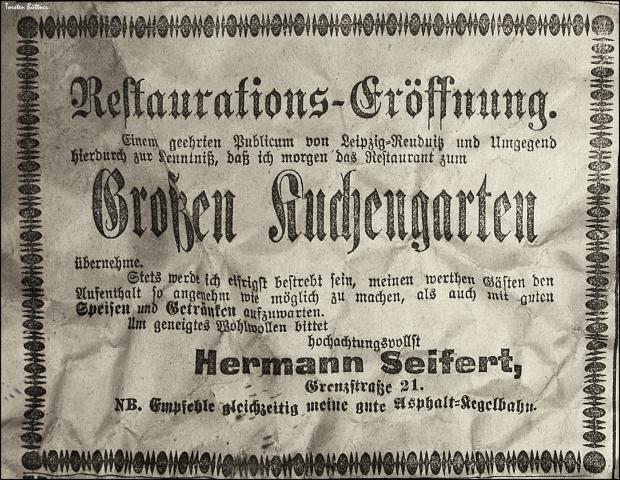 Torsten Büttner
Restaurations-Eröffnung.
Einem geehrten Publicum von Leipzig-Reudnitz und Umgegend
hierdurch zur Kenntniß, daß ich morgen das Restaurant zum
Großen Kuchengarten
übernehme.
Stets werde ich eifrigst bestrebt sein, meinen werthen Gästen den
Aufenthalt so angenehm wie möglich zu machen, als auch mit guten
Speisen und Getränken aufzuwarten.
Um geneigtes Wohlwollen bittet
hochachtungsvollst
Hermann Seifert,
Grenzstraße 21.
NB. Empfehle gleichzeitig meine gute Asphalt-Kegelbahn.